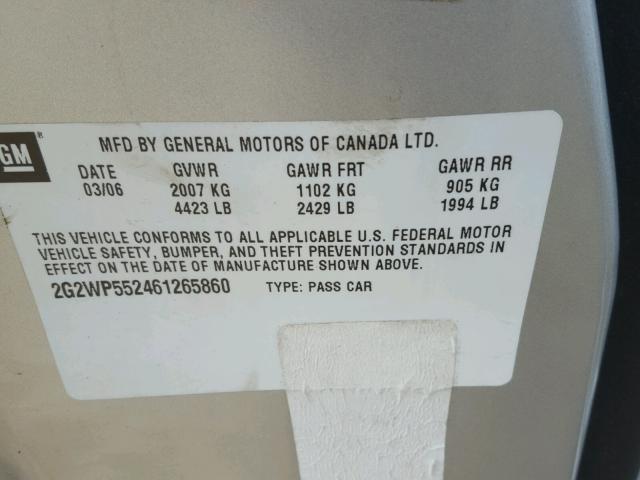 GM ®
MFD BY GENERAL MOTORS OF CANADA LTD.
DATE GVWR GAWR FRT GAWR RR
03/06 2007 KG 1102 KG 905 KG
4423 LB 2429 LB 1994 LB
THIS VEHICLE CONFORMS TO ALL APPLICABLE U.S. FEDERAL MOTOR
VEHICLE SAFETY, BUMPER, AND THEFT PREVENTION STANDARDS IN
EFFECT ON THE DATE OF MANUFACTURE SHOWN ABOVE.
2G2WP552461265860 TYPE: PASS CAR